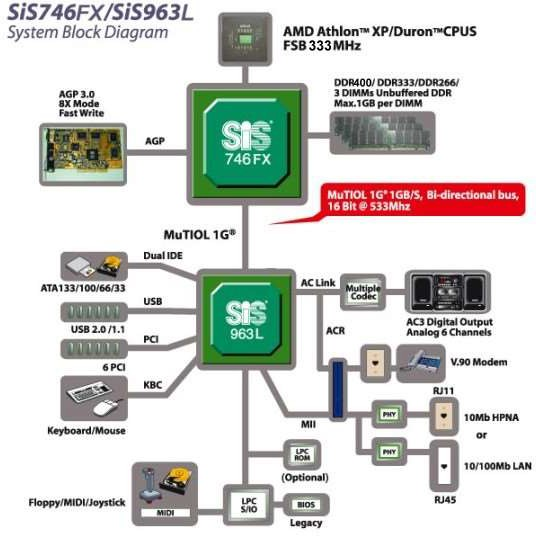 SiS746FX/SiS963L
System Block Diagram
AMD Athlon™ XP/Duron™CPUS
FSB 333MHz
AGP 3.0
8X Mode
Fast Write
AGP
SiS
746 FX
DDR400/ DDR333/DDR266/
3 DIMMs Unbuffered DDR
Max.1GB per DIMM
MuTIOL 1G® 1GB/S, Bi-directional bus,
16 Bit @ 533Mhz
MuTIOL 1G®
Dual IDE
ATA133/100/66/33
USB
USB 2.0 /1.1
PCI
6 PCI
KBC
Keyboard/Mouse
SiS
963 L
AC Link
Multiple
Codec
AC3 Digital Output
Analog 6 Channels
ACR
V.90 Modem
RJ11
MII
PHY
10Mb HPNA
or
PHY
10/100Mb LAN
RJ45
LPC
ROM
(Optional)
Floppy/MIDI/Joystick
MIDI
LPC
S/IO
BIOS
Legacy